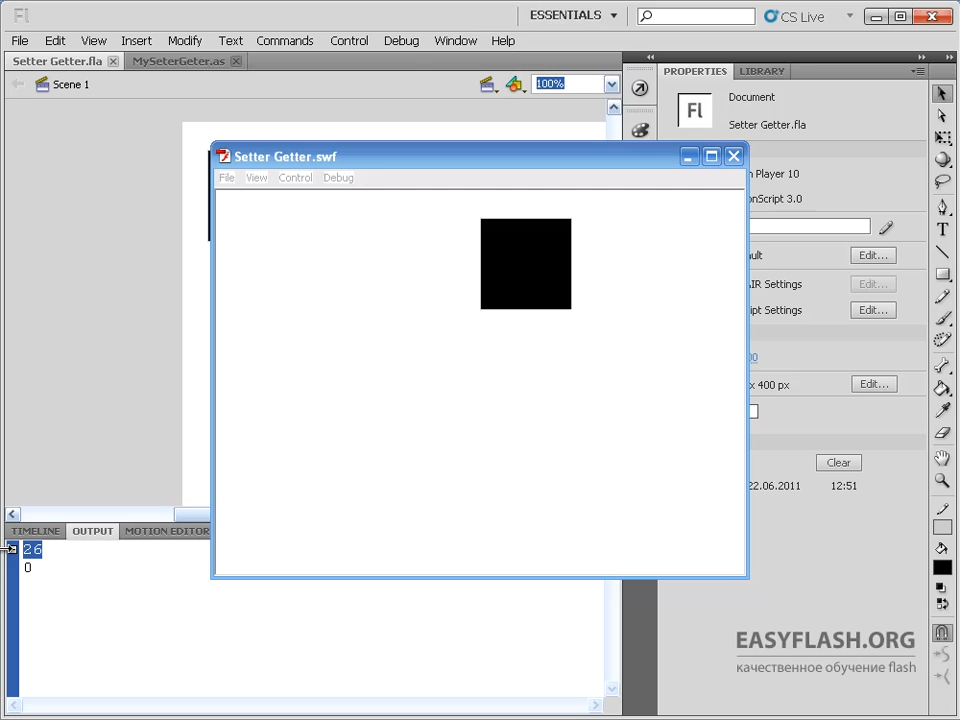 Fl
ESSENTIALS
CS Live
File Edit View Insert Modify Text Commands Control Debug Window Help
Setter Getter.fla
MySeterGeter.as
Scene 1
100%
PROPERTIES
LIBRARY
Fl
Document
Setter Getter.fla
Setter Getter.swf
File View Control Debug
Player 10
onScript 3.0
ault
Edit...
AIR Settings
Edit...
ipt Settings
Edit...
x 400 px
Edit...
Clear
22.06.2011
12:51
TIMELINE
OUTPUT
MOTION EDITOR
26
0
T
EASYFLASH.ORG
качественное обучение flash